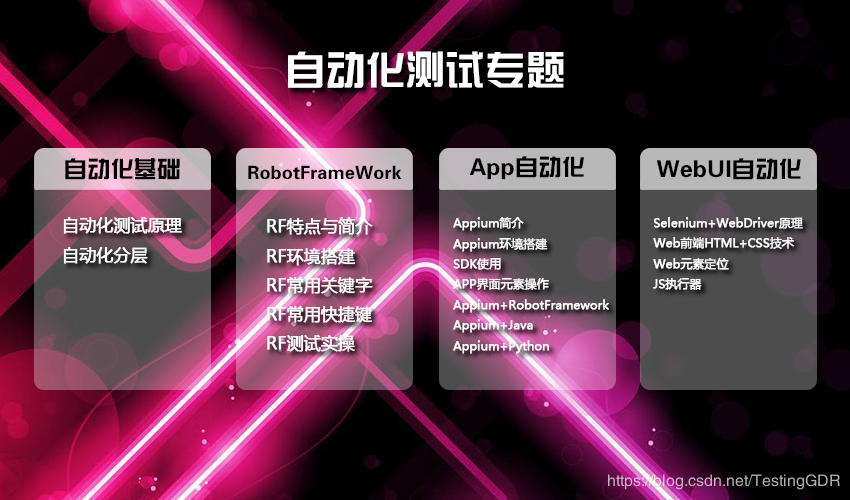 自动化测试专题
自动化基础
自动化测试原理
自动化分层
RobotFrameWork
RF特点与简介
RF环境搭建
RF常用关键字
RF常用快捷键
RF测试实操
App自动化
Appium简介
Appium环境搭建
SDK使用
APP界面元素操作
Appium+RobotFramework
Appium+Java
Appium+Python
WebUI自动化
Selenium+WebDriver原理
Web前端HTML+CSS技术
Web元素定位
JS执行器
https://blog.csdn.net/TestingGDR